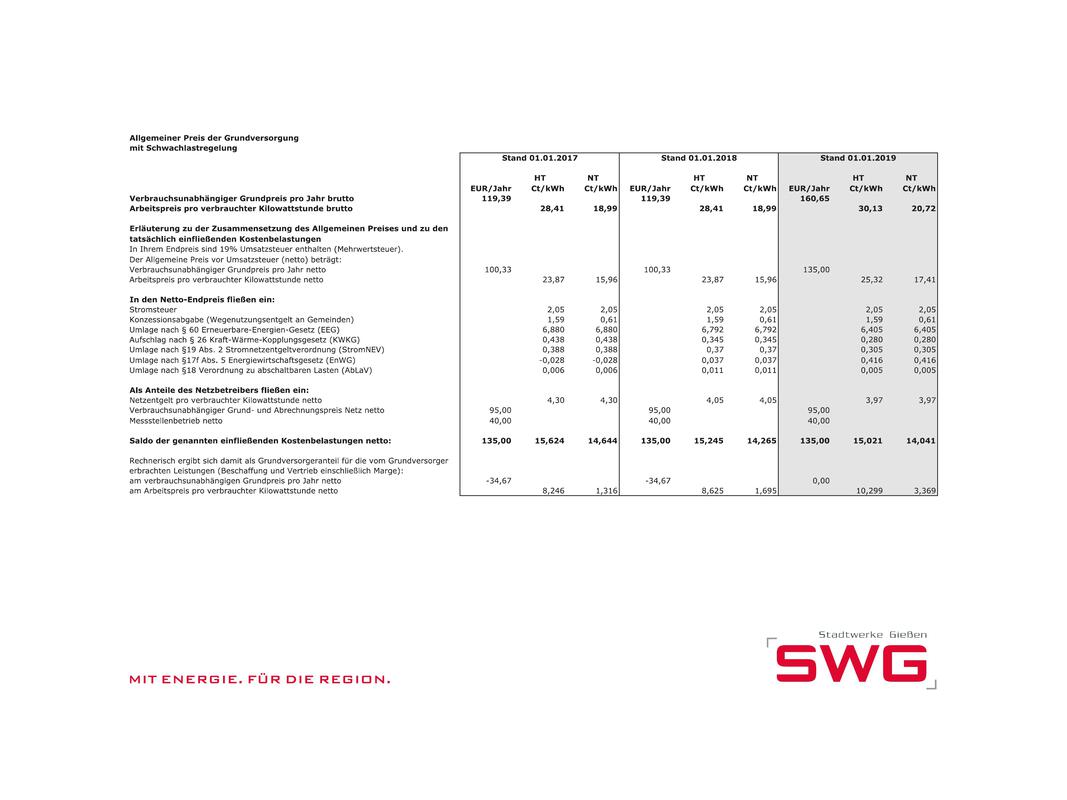 Allgemeiner Preis der Grundversorgung
mit Schwachlastregelung
Stand 01.01.2017 Stand 01.01.2018 Stand 01.01.2019
HT NT HT NT HT NT
EUR/Jahr Ct/kWh Ct/kWh EUR/Jahr Ct/kWh Ct/kWh EUR/Jahr Ct/kWh Ct/kWh
Verbrauchsunabhängiger Grundpreis pro Jahr brutto 119,39 119,39 160,65
Arbeitspreis pro verbrauchter Kilowattstunde brutto 28,41 18,99 28,41 18,99 30,13 20,72
Erläuterung zu der Zusammensetzung des Allgemeinen Preises und zu den
tatsächlich einfließenden Kostenbelastungen
In Ihrem Endpreis sind 19% Umsatzsteuer enthalten (Mehrwertsteuer).
Der Allgemeine Preis vor Umsatzsteuer (netto) beträgt:
Verbrauchsunabhängiger Grundpreis pro Jahr netto 100,33 100,33 135,00
Arbeitspreis pro verbrauchter Kilowattstunde netto 23,87 15,96 23,87 15,96 25,32 17,41
In den Netto-Endpreis fließen ein:
Stromsteuer 2,05 2,05 2,05 2,05 2,05 2,05
Konzessionsabgabe (Wegenutzungsentgelt an Gemeinden) 1,59 0,61 1,59 0,61 1,59 0,61
Umlage nach § 60 Erneuerbare-Energien-Gesetz (EEG) 6,880 6,880 6,792 6,792 6,405 6,405
Aufschlag nach § 26 Kraft-Wärme-Kopplungsgesetz (KWKG) 0,438 0,438 0,345 0,345 0,280 0,280
Umlage nach §19 Abs. 2 Stromnetzentgeltverordnung (StromNEV) 0,388 0,388 0,37 0,37 0,305 0,305
Umlage nach §17f Abs. 5 Energiewirtschaftsgesetz (EnWG) -0,028 -0,028 0,037 0,037 0,416 0,416
Umlage nach §18 Verordnung zu abschaltbaren Lasten (AbLaV) 0,006 0,006 0,011 0,011 0,005 0,005
Als Anteile des Netzbetreibers fließen ein:
Netzentgelt pro verbrauchter Kilowattstunde netto 4,30 4,30 4,05 4,05 3,97 3,97
Verbrauchsunabhängiger Grund- und Abrechnungspreis Netz netto 95,00 95,00 95,00
Messstellenbetrieb netto 40,00 40,00 40,00
Saldo der genannten einfließenden Kostenbelastungen netto: 135,00 15,624 14,644 135,00 15,245 14,265 135,00 15,021 14,041
Rechnerisch ergibt sich damit als Grundversorgeranteil für die vom Grundversorger
erbrachten Leistungen (Beschaffung und Vertrieb einschließlich Marge):
am verbrauchsunabhängigen Grundpreis pro Jahr netto -34,67 -34,67 0,00
am Arbeitspreis pro verbrauchter Kilowattstunde netto 8,246 1,316 8,625 1,695 10,299 3,369
Stadtwerke Gießen
SWG
MIT ENERGIE. FÜR DIE REGION.